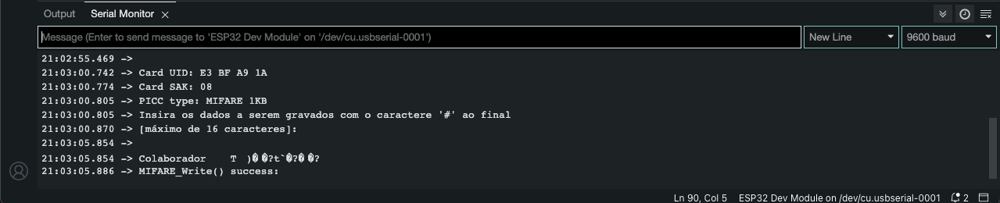 Output Serial Monitor
Message (Enter to send message to 'ESP32 Dev Module' on '/dev/cu.usbserial-0001') New Line 9600 baud
21:02:55.469 ->
21:03:00.742 -> Card UID: E3 BF A9 1A
21:03:00.774 -> Card SAK: 08
21:03:00.805 -> PICC type: MIFARE 1KB
21:03:00.805 -> Insira os dados a serem gravados com o caractere '#' ao final
21:03:00.870 -> [máximo de 16 caracteres]:
21:03:05.854 ->
21:03:05.854 -> Colaborador    T  )� �?t`�?� �?
21:03:05.886 -> MIFARE_Write() success:
Ln 90, Col 5 ESP32 Dev Module on /dev/cu.usbserial-0001 2